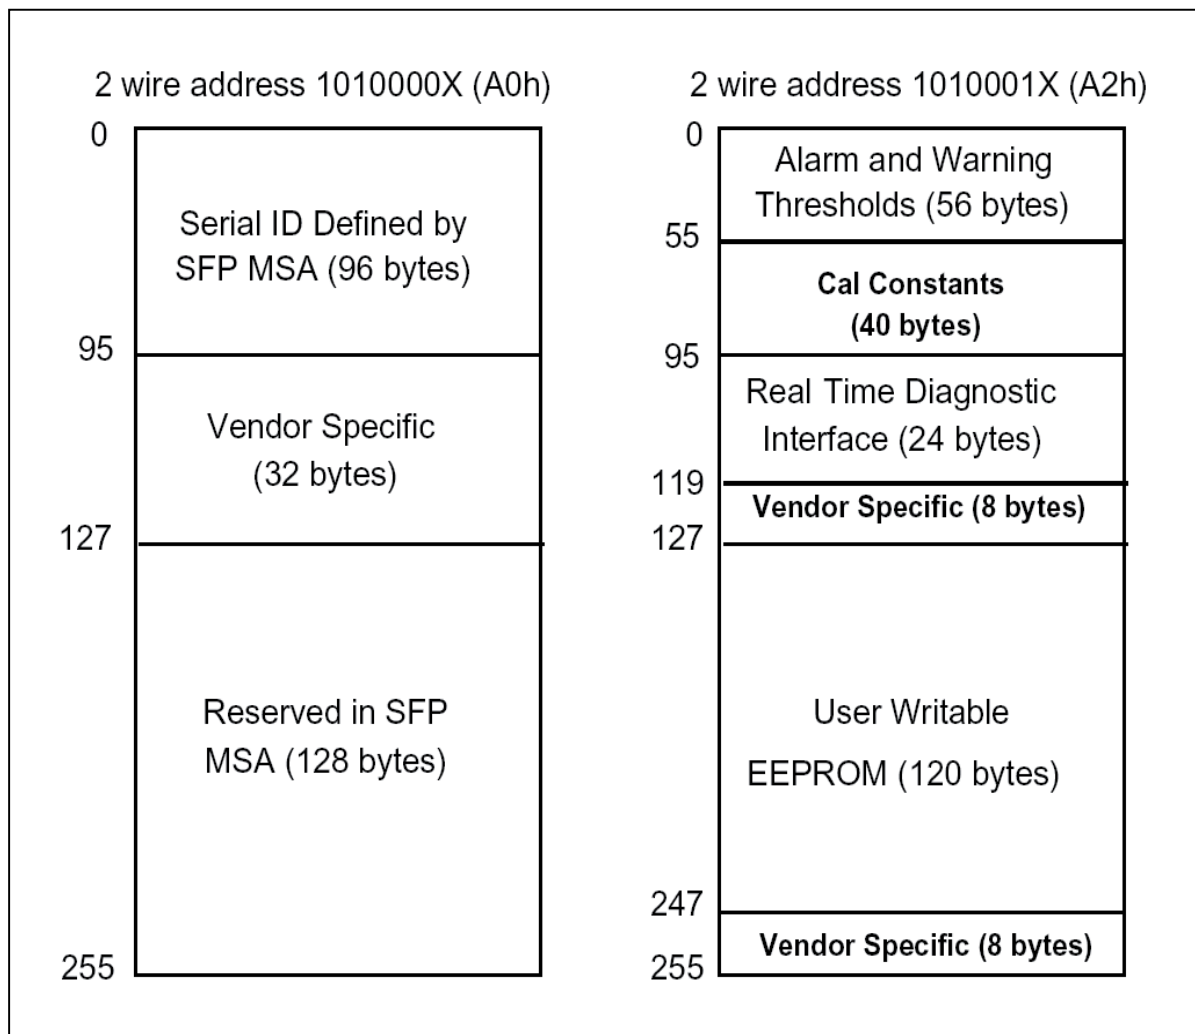 2 wire address 1010000X (A0h)
0
Serial ID Defined by
SFP MSA (96 bytes)
95
Vendor Specific
(32 bytes)
127
Reserved in SFP
MSA (128 bytes)
255
2 wire address 1010001X (A2h)
0
Alarm and Warning
Thresholds (56 bytes)
55
Cal Constants
(40 bytes)
95
Real Time Diagnostic
Interface (24 bytes)
119
Vendor Specific (8 bytes)
127
User Writable
EEPROM (120 bytes)
247
Vendor Specific (8 bytes)
255